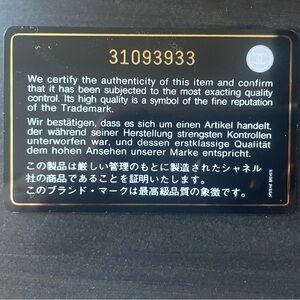 31093933
We certify the authenticity of this item and confirm
that it has been subjected to the most exacting quality
control. Its high quality is a symbol of the fine reputation
of the Trademark.
Wir bestätigen, dass es sich um einen Artikel handelt,
der während seiner Herstellung strengsten Kontrollen
unterworfen war, und dessen erstklassige Qualität
dem hohen Ansehen unserer Marke entspricht.
この製品は厳しい管理のもとに製造されたシャネル
社の商品であることを証明いたします。
このブランド・マークは最高級品質の象徴です。